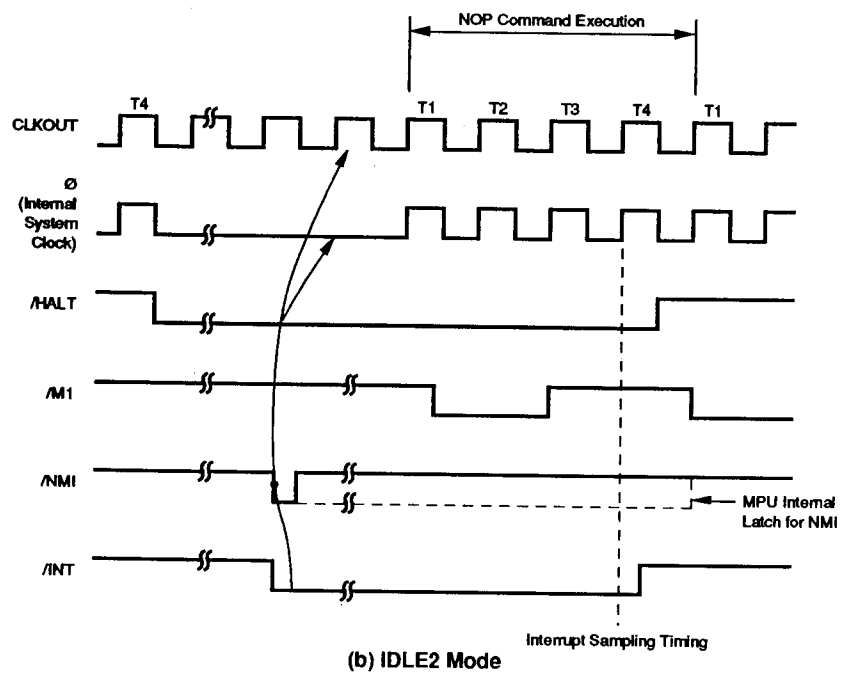 NOP Command Execution
T4 T1 T2 T3 T4 T1
CLKOUT
Ø
(Internal
System
Clock)
/HALT
/M1
/NMI
MPU Internal
Latch for NMI
/INT
Interrupt Sampling Timing
(b) IDLE2 Mode